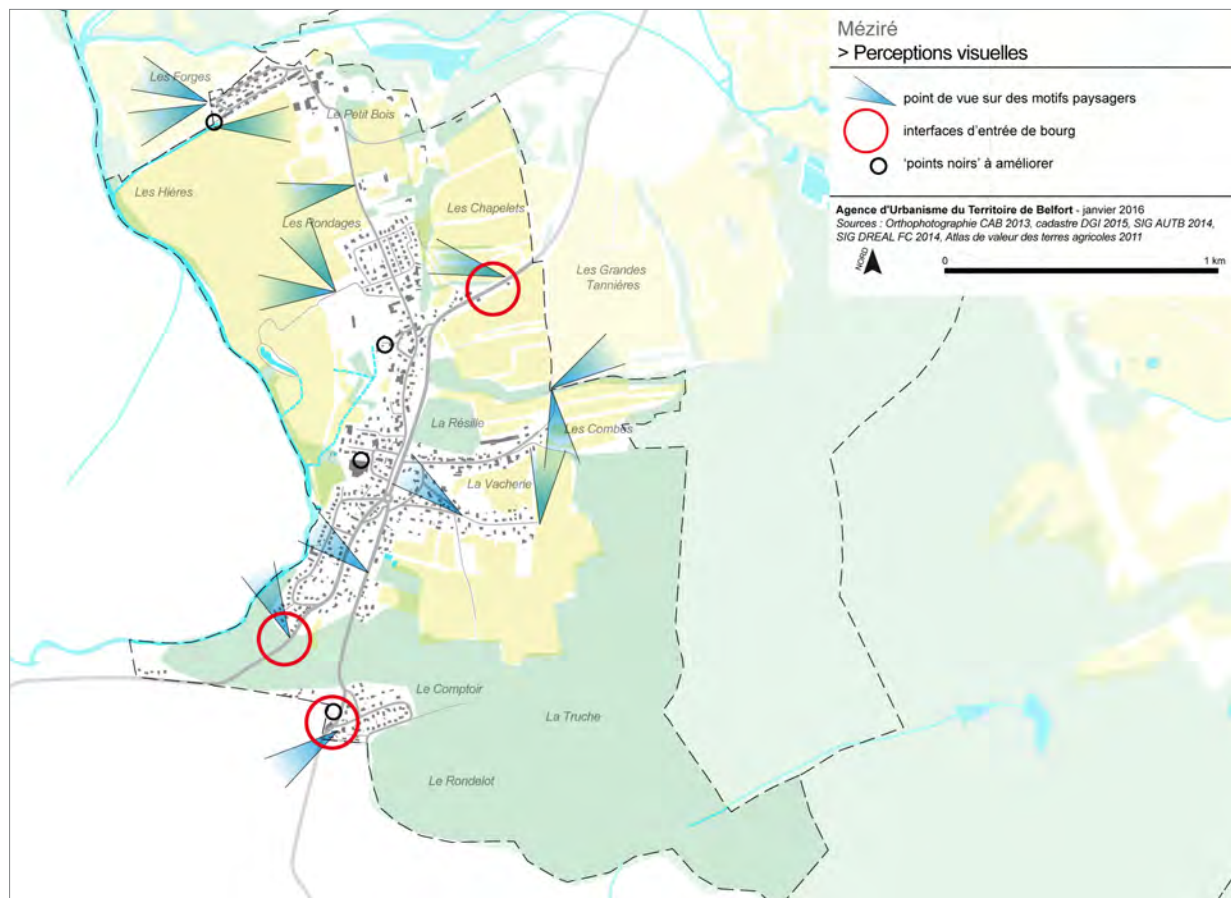 Méziré
> Perceptions visuelles
point de vue sur des motifs paysagers
interfaces d'entrée de bourg
'points noirs' à améliorer
Agence d'Urbanisme du Territoire de Belfort - janvier 2016
Sources : Orthophotographie CAB 2013, cadastre DGI 2015, SIG AUTB 2014,
SIG DREAL FC 2014, Atlas de valeur des terres agricoles 2011
NORD
0
1 km
Les Forges
Le Petit Bois
Les Hières
Les Chapelets
Les Rondages
Les Grandes
Tannières
La Résille
Les Combes
La Vacherie
Le Comptoir
La Truche
Le Rondelot